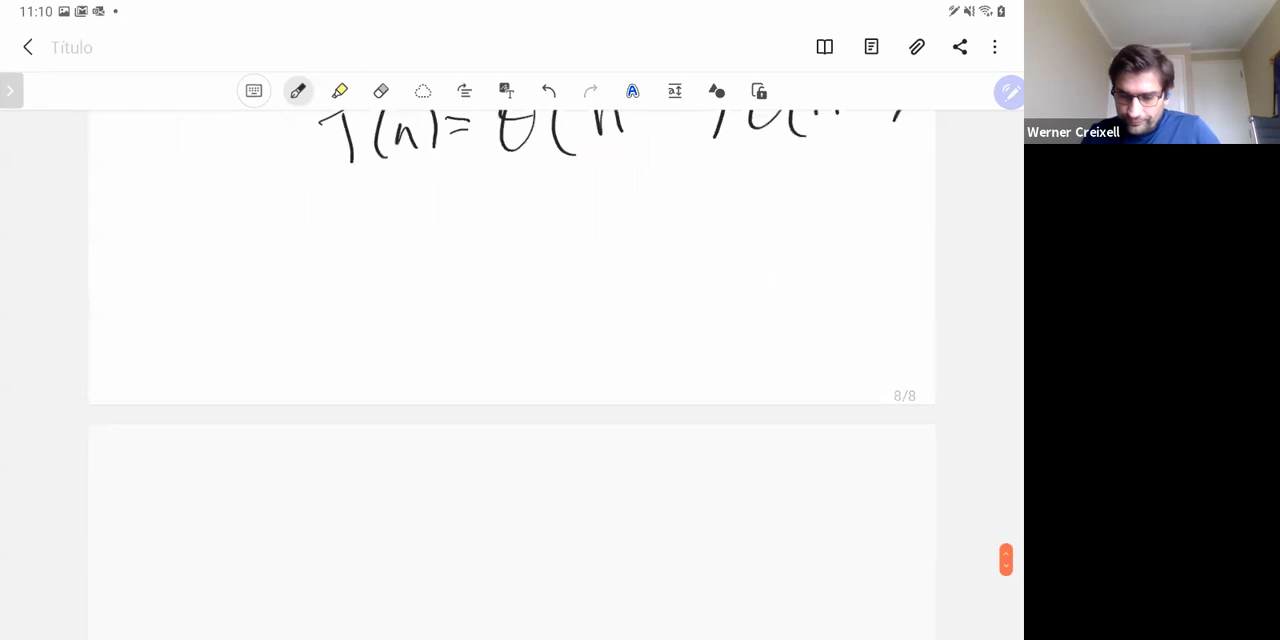 11:10
Título
T(n)= Θ(n
8/8
Werner Creixell